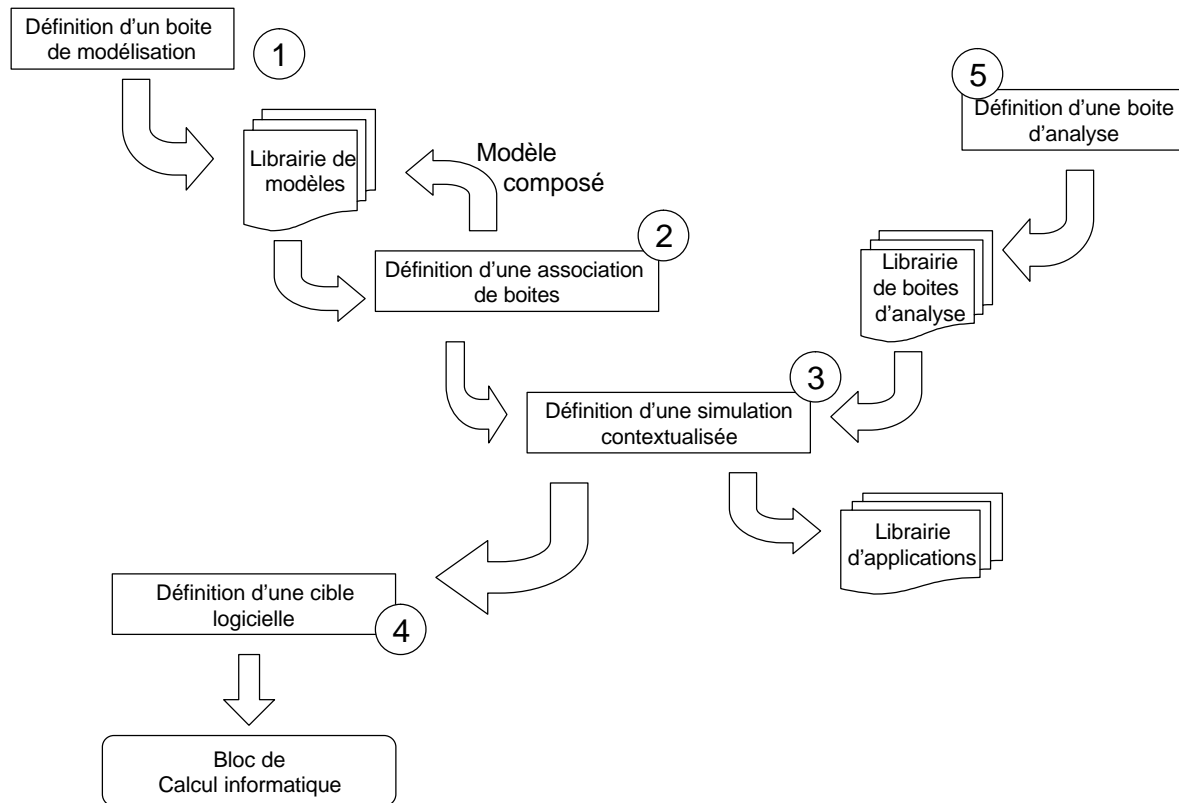 Définition d'un boite
de modélisation
1
5
Définition d'une boite
d'analyse
Librairie de
modèles
Modèle
composé
2
Définition d'une association
de boites
Librairie
de boites
d'analyse
3
Définition d'une simulation
contextualisée
Librairie
d'applications
Définition d'une cible
logicielle
4
Bloc de
Calcul informatique